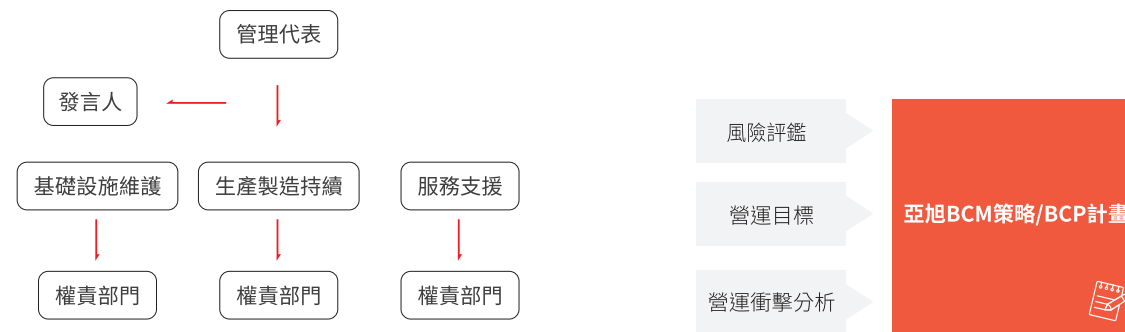 管理代表
發言人
基礎設施維護
生產製造持續
服務支援
權責部門
權責部門
權責部門
風險評鑑
營運目標
營運衝擊分析
亞旭BCM策略/BCP計畫